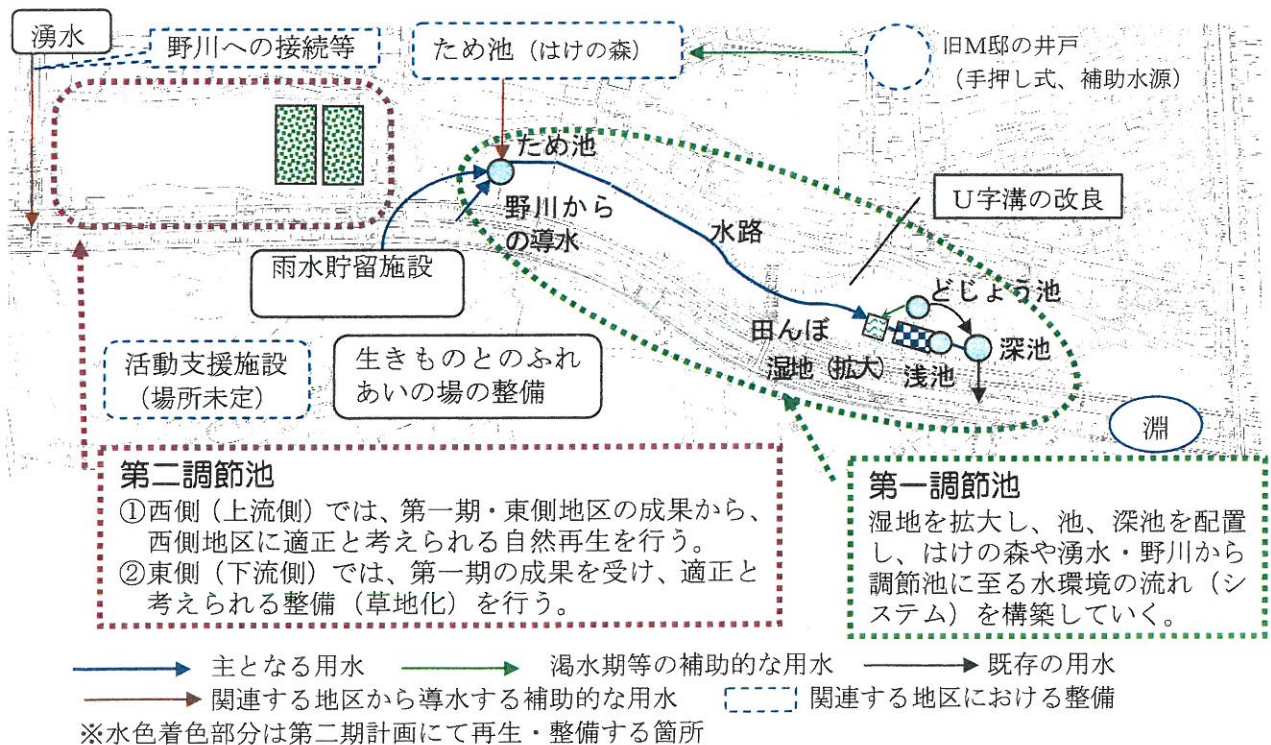 湧水
野川への接続等
ため池（はけの森）
旧M邸の井戸
（手押し式、補助水源）
ため池
野川から
の導水
水路
U字溝の改良
雨水貯留施設
どじょう池
田んぼ
湿地（拡大）
浅池
深池
活動支援施設
（場所未定）
生きものとのふれ
あいの場の整備
淵
第二調節池
①西側（上流側）では、第一期・東側地区の成果から、
西側地区に適正と考えられる自然再生を行う。
②東側（下流側）では、第一期の成果を受け、適正と
考えられる整備（草地化）を行う。
第一調節池
湿地を拡大し、池、深池を配置
し、はけの森や湧水・野川から
調節池に至る水環境の流れ（シ
ステム）を構築していく。
主となる用水
渇水期等の補助的な用水
既存の用水
関連する地区から導水する補助的な用水
関連する地区における整備
※水色着色部分は第二期計画にて再生・整備する箇所